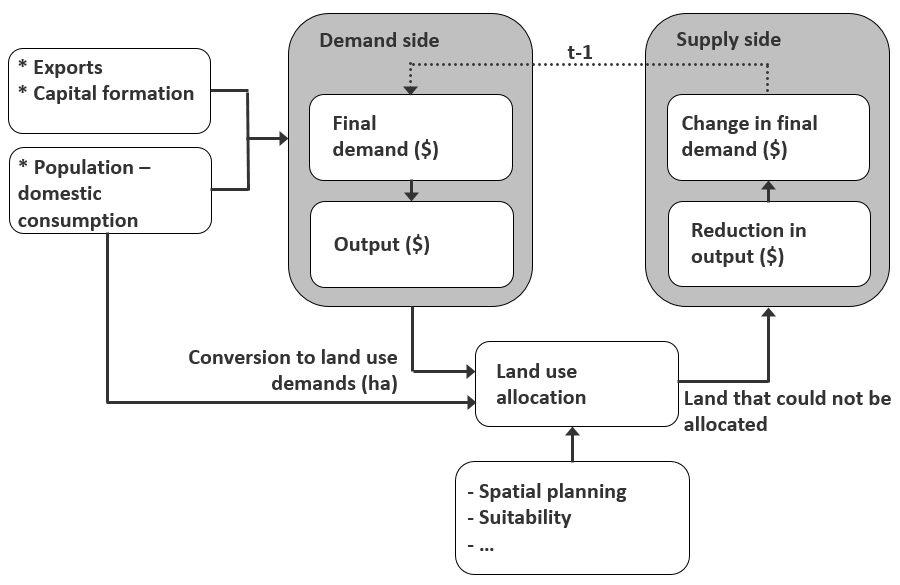 * Exports
* Capital formation
* Population –
domestic
consumption
Demand side
Final
demand ($)
Output ($)
t-1
Supply side
Change in final
demand ($)
Reduction in
output ($)
Conversion to land use
demands (ha)
Land use
allocation
Land that could not be
allocated
- Spatial planning
- Suitability
- ...